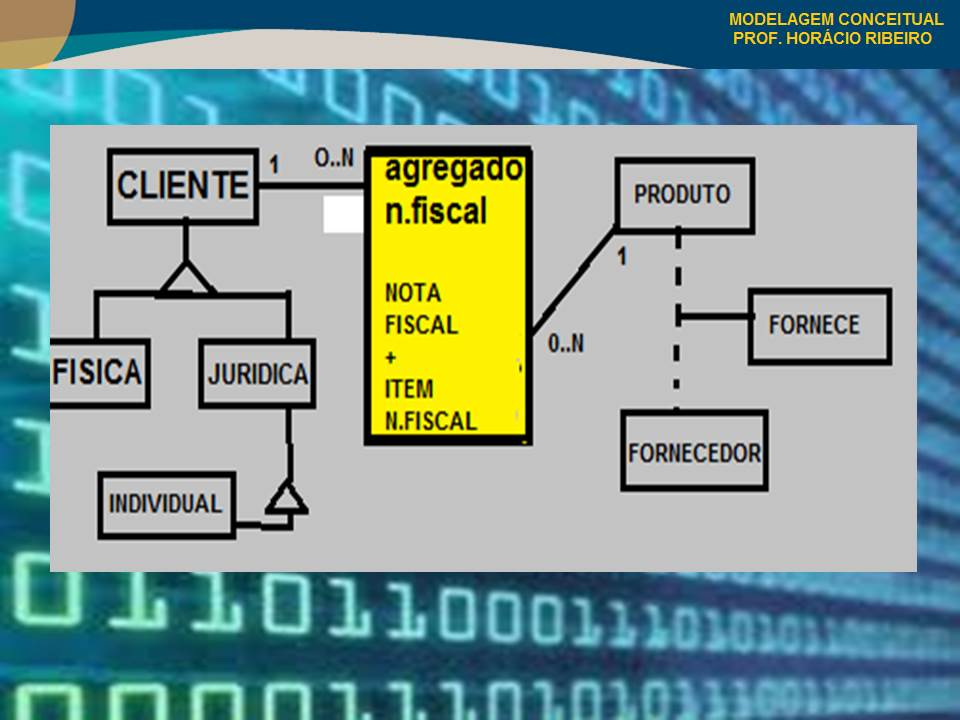 MODELAGEM CONCEITUAL
PROF. HORÁCIO RIBEIRO
CLIENTE
1
O..N
agregado
n.fiscal
NOTA
FISCAL
+
ITEM
N.FISCAL
PRODUTO
1
0..N
FORNECE
FORNECEDOR
FISICA
JURIDICA
INDIVIDUAL